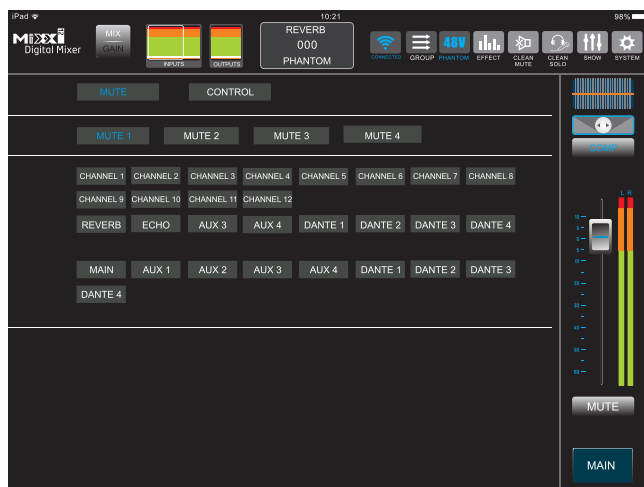 iPad 10:21 98%
MiXXi 2
Digital Mixer
MIX
GAIN
INPUTS
OUTPUTS
REVERB
000
PHANTOM
CONNECTED
GROUP
48V
PHANTOM
EFFECT
CLEAN
MUTE
CLEAN
SOLO
SHOW
SYSTEM
MUTE CONTROL
MUTE 1 MUTE 2 MUTE 3 MUTE 4
CHANNEL 1 CHANNEL 2 CHANNEL 3 CHANNEL 4 CHANNEL 5 CHANNEL 6 CHANNEL 7 CHANNEL 8
CHANNEL 9 CHANNEL 10 CHANNEL 11 CHANNEL 12
REVERB ECHO AUX 3 AUX 4 DANTE 1 DANTE 2 DANTE 3 DANTE 4
MAIN AUX 1 AUX 2 AUX 3 AUX 4 DANTE 1 DANTE 2 DANTE 3
DANTE 4
COMP
L R
MUTE
MAIN